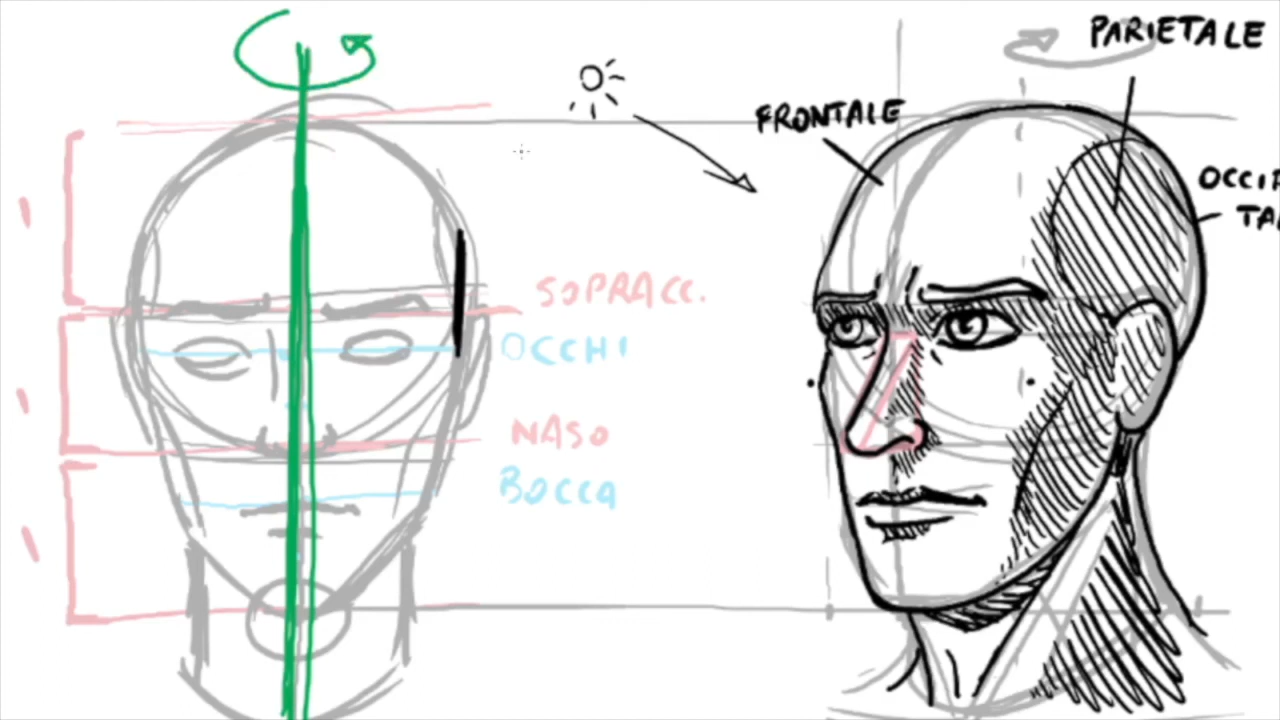 PARIETALE
FRONTALE
SOPRACC.
OCCHI
NASO
BOCCA